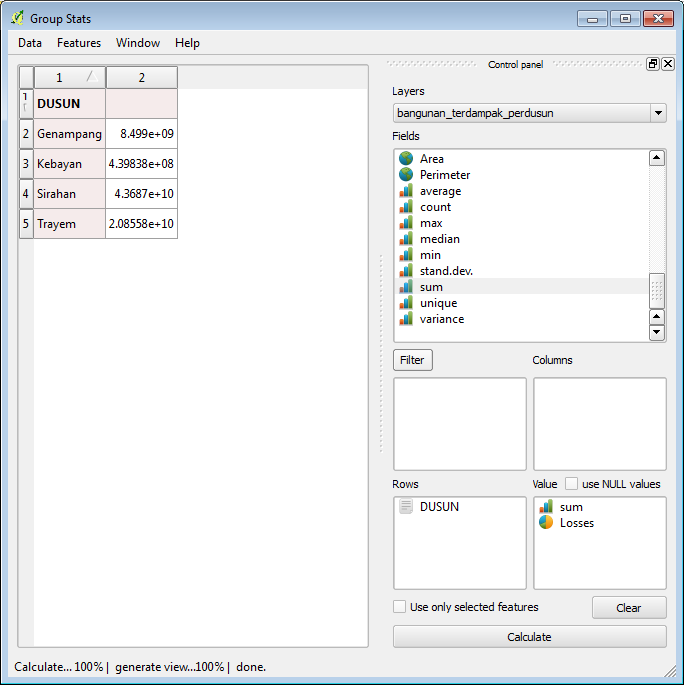 Group Stats
Data Features Window Help
1 2
1 DUSUN
2 Genampang 8.499e+09
3 Kebayan 4.39838e+08
4 Sirahan 4.3687e+10
5 Trayem 2.08558e+10
Control panel
Layers
bangunan_terdampak_perdusun
Fields
Area
Perimeter
average
count
max
median
min
stand.dev.
sum
unique
variance
Filter Columns
Rows Value use NULL values
DUSUN sum
Losses
Use only selected features Clear
Calculate
Calculate... 100% | generate view...100% | done.